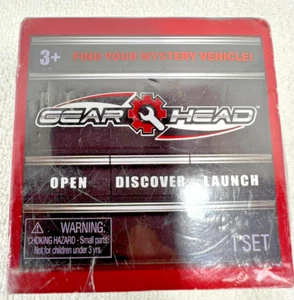 3+ FIND YOUR MYSTERY VEHICLE!
GEAR HEAD™
OPEN DISCOVER LAUNCH
WARNING:
CHOKING HAZARD - Small parts.
Not for children under 3 yrs.
1 SET